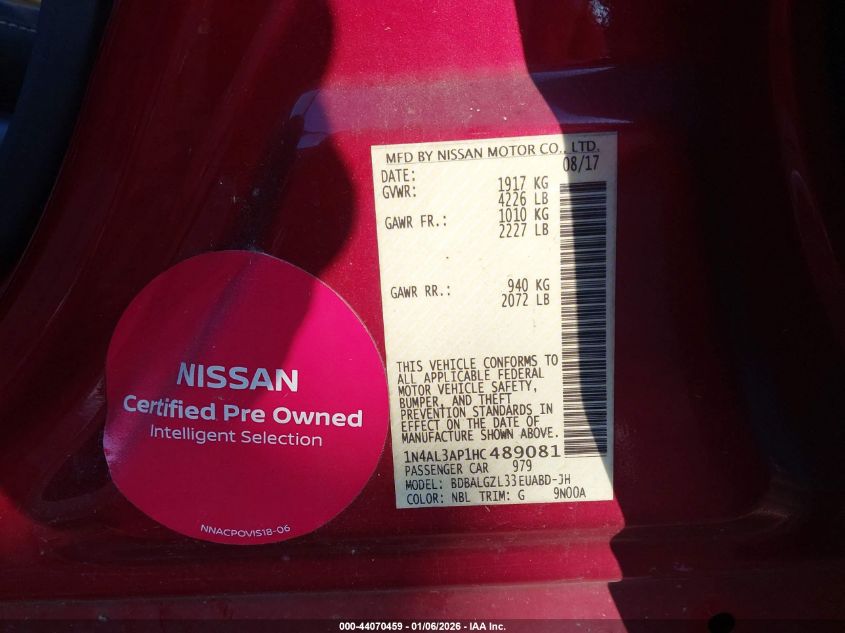 MFD BY NISSAN MOTOR CO., LTD.
DATE: 08/17
GVWR: 1917 KG
4226 LB
GAWR FR.: 1010 KG
2227 LB
GAWR RR.: 940 KG
2072 LB
THIS VEHICLE CONFORMS TO
ALL APPLICABLE FEDERAL
MOTOR VEHICLE SAFETY,
BUMPER, AND THEFT
PREVENTION STANDARDS IN
EFFECT ON THE DATE OF
MANUFACTURE SHOWN ABOVE.
1N4AL3AP1HC489081
PASSENGER CAR 979
MODEL: BDBALGZL33EUABD-JH
COLOR: NBL TRIM: G 9N00A
NISSAN
Certified Pre Owned
Intelligent Selection
NNACPOVIS18-06
000-44070459 - 01/06/2026 - IAA Inc.